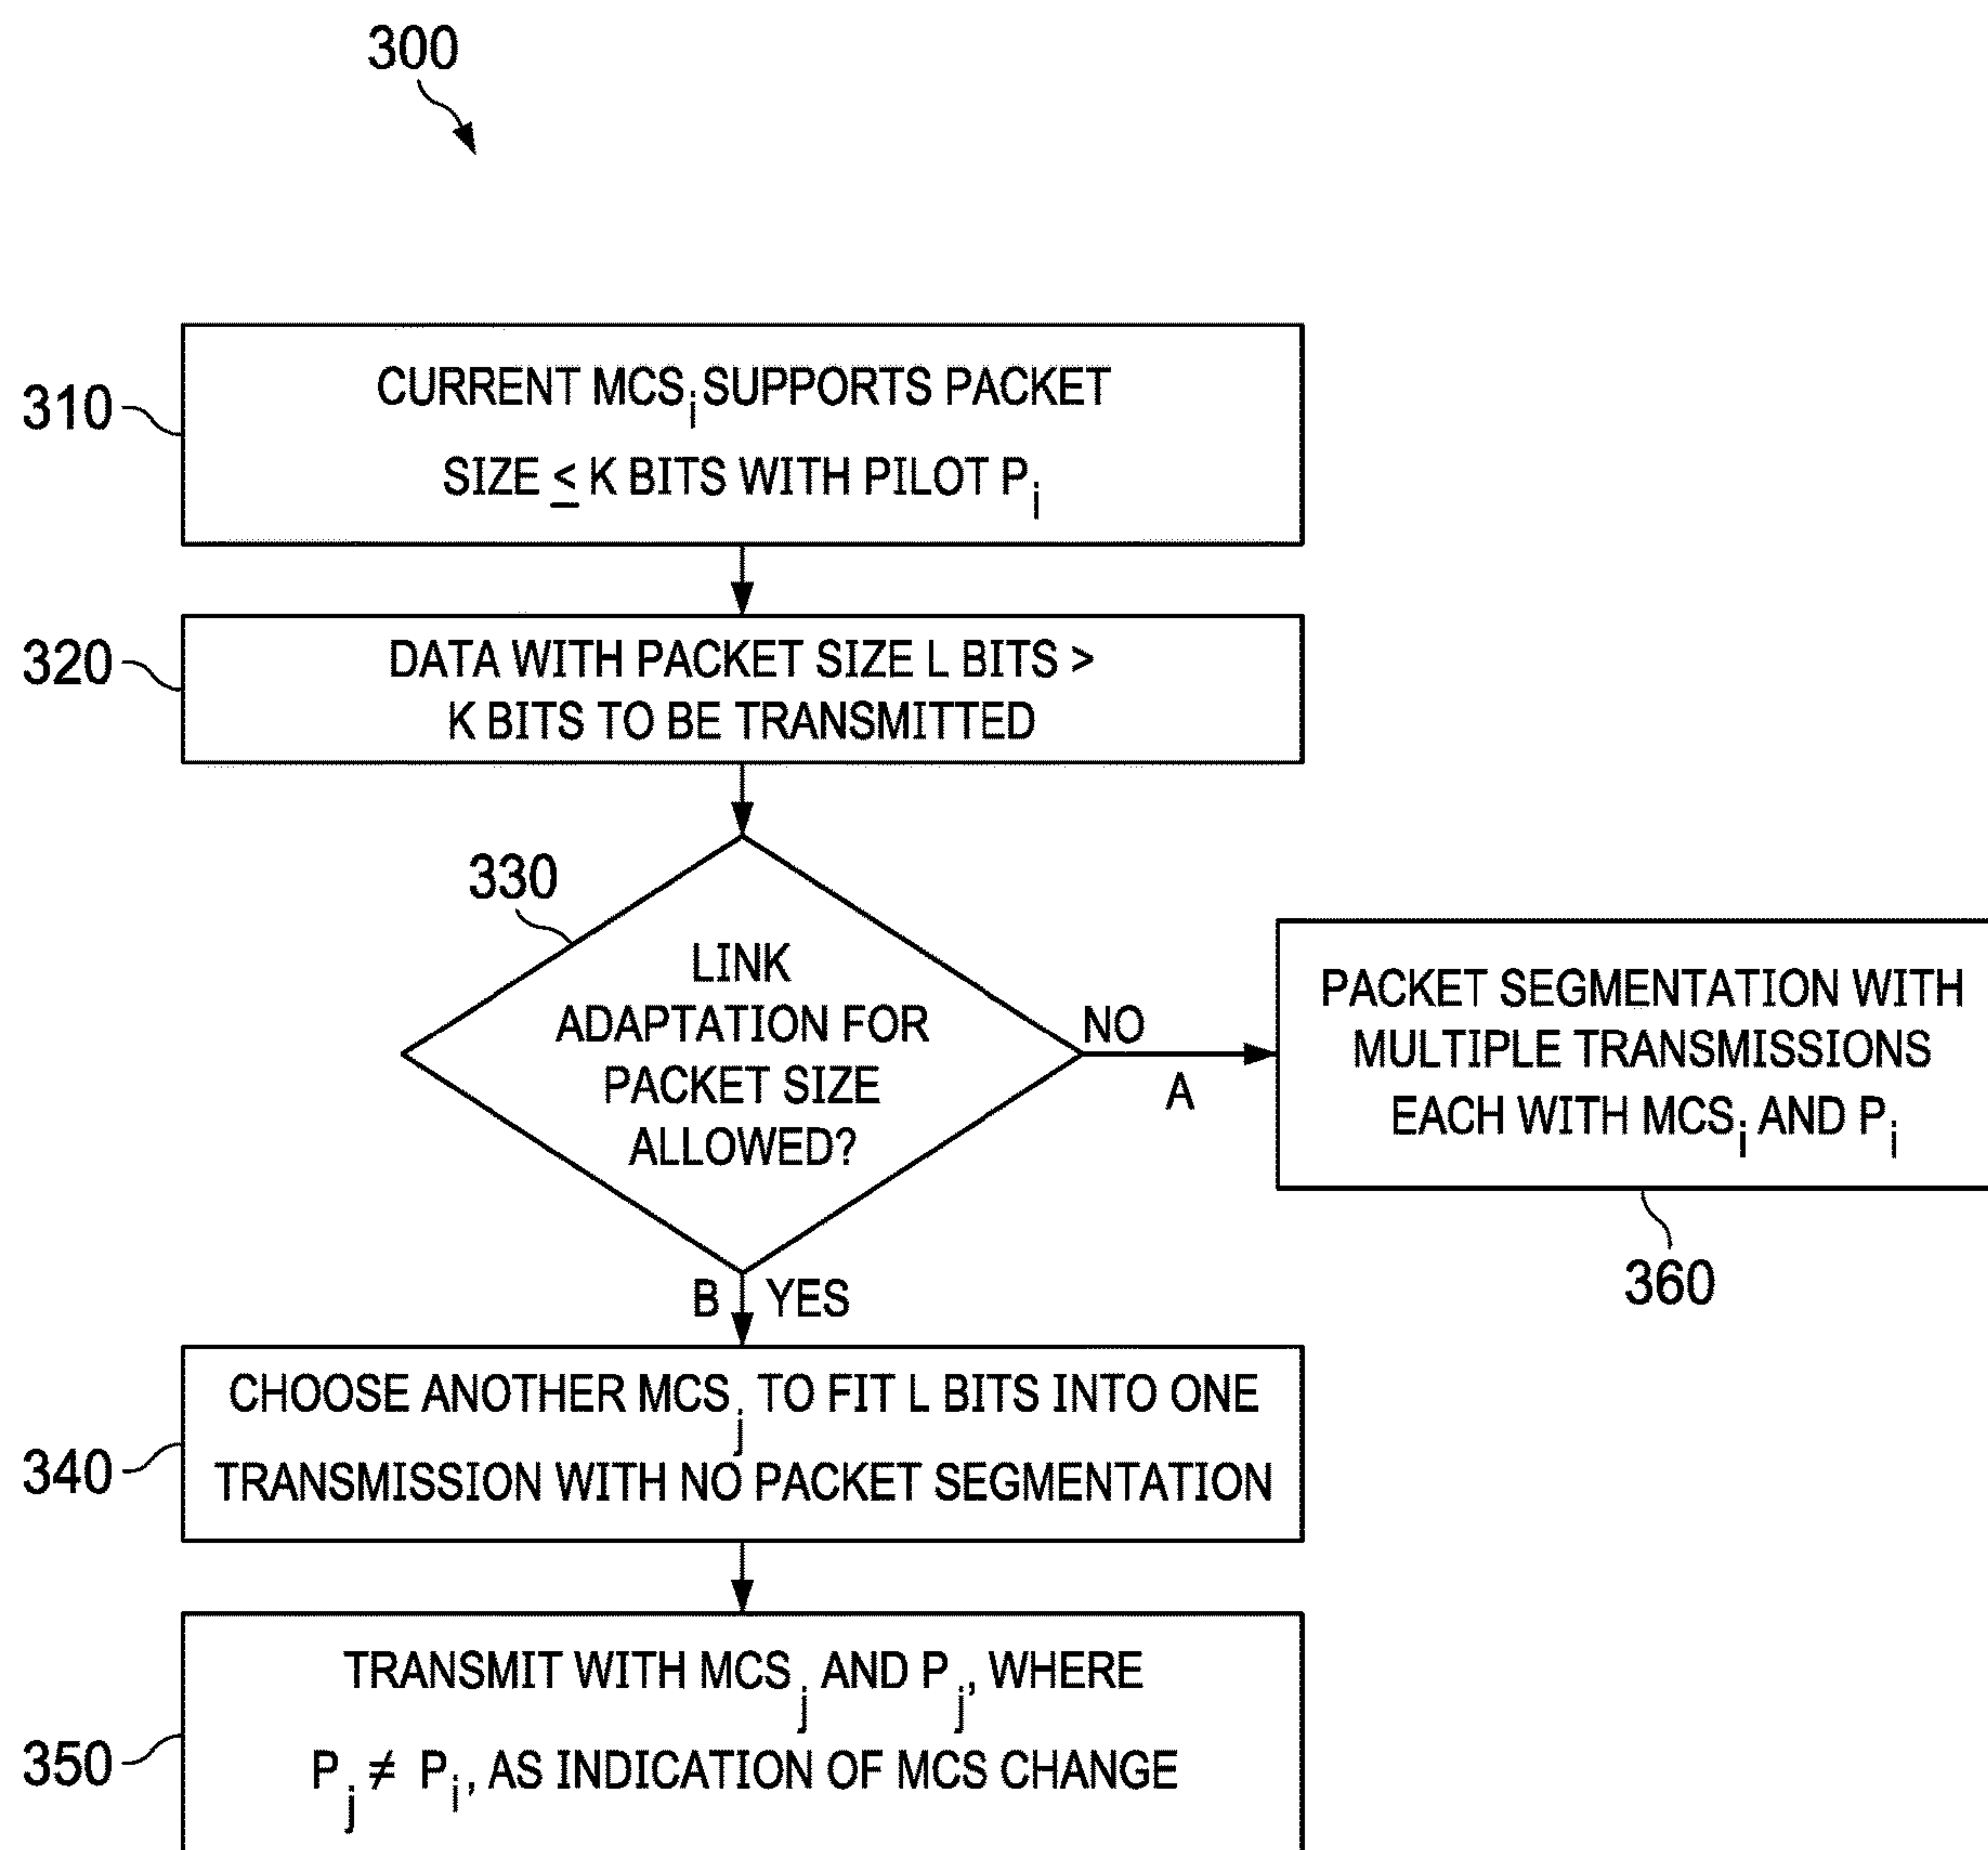 300
310
CURRENT MCSi SUPPORTS PACKET
SIZE ≤ K BITS WITH PILOT Pi
320
DATA WITH PACKET SIZE L BITS >
K BITS TO BE TRANSMITTED
330
LINK
ADAPTATION FOR
PACKET SIZE
ALLOWED?
NO
A
PACKET SEGMENTATION WITH
MULTIPLE TRANSMISSIONS
EACH WITH MCSi AND Pi
360
B YES
340
CHOOSE ANOTHER MCSj TO FIT L BITS INTO ONE
TRANSMISSION WITH NO PACKET SEGMENTATION
350
TRANSMIT WITH MCSj AND Pj, WHERE
Pj ≠ Pi, AS INDICATION OF MCS CHANGE